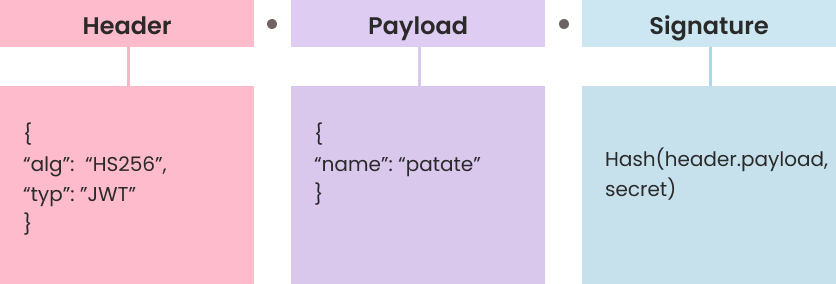 Header • Payload • Signature
{
“alg”:  “HS256”,
“typ”: ”JWT”
}
{
“name”: “patate”
}
Hash(header.payload,
secret)